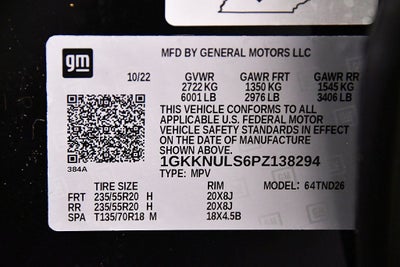 gm
MFD BY GENERAL MOTORS LLC
10/22 GVWR GAWR FRT GAWR RR
2722 KG 1350 KG 1545 KG
6001 LB 2976 LB 3406 LB
THIS VEHICLE CONFORMS TO ALL
APPLICABLE U.S. FEDERAL MOTOR
VEHICLE SAFETY STANDARDS IN EFFECT
ON THE DATE OF MANUFACTURE
SHOWN ABOVE.
384A
1GKKNULS6PZ138294
TYPE: MPV
TIRE SIZE RIM MODEL: 64TND26
FRT 235/55R20 H 20X8J
RR 235/55R20 H 20X8J
SPA T135/70R18 M 18X4.5B